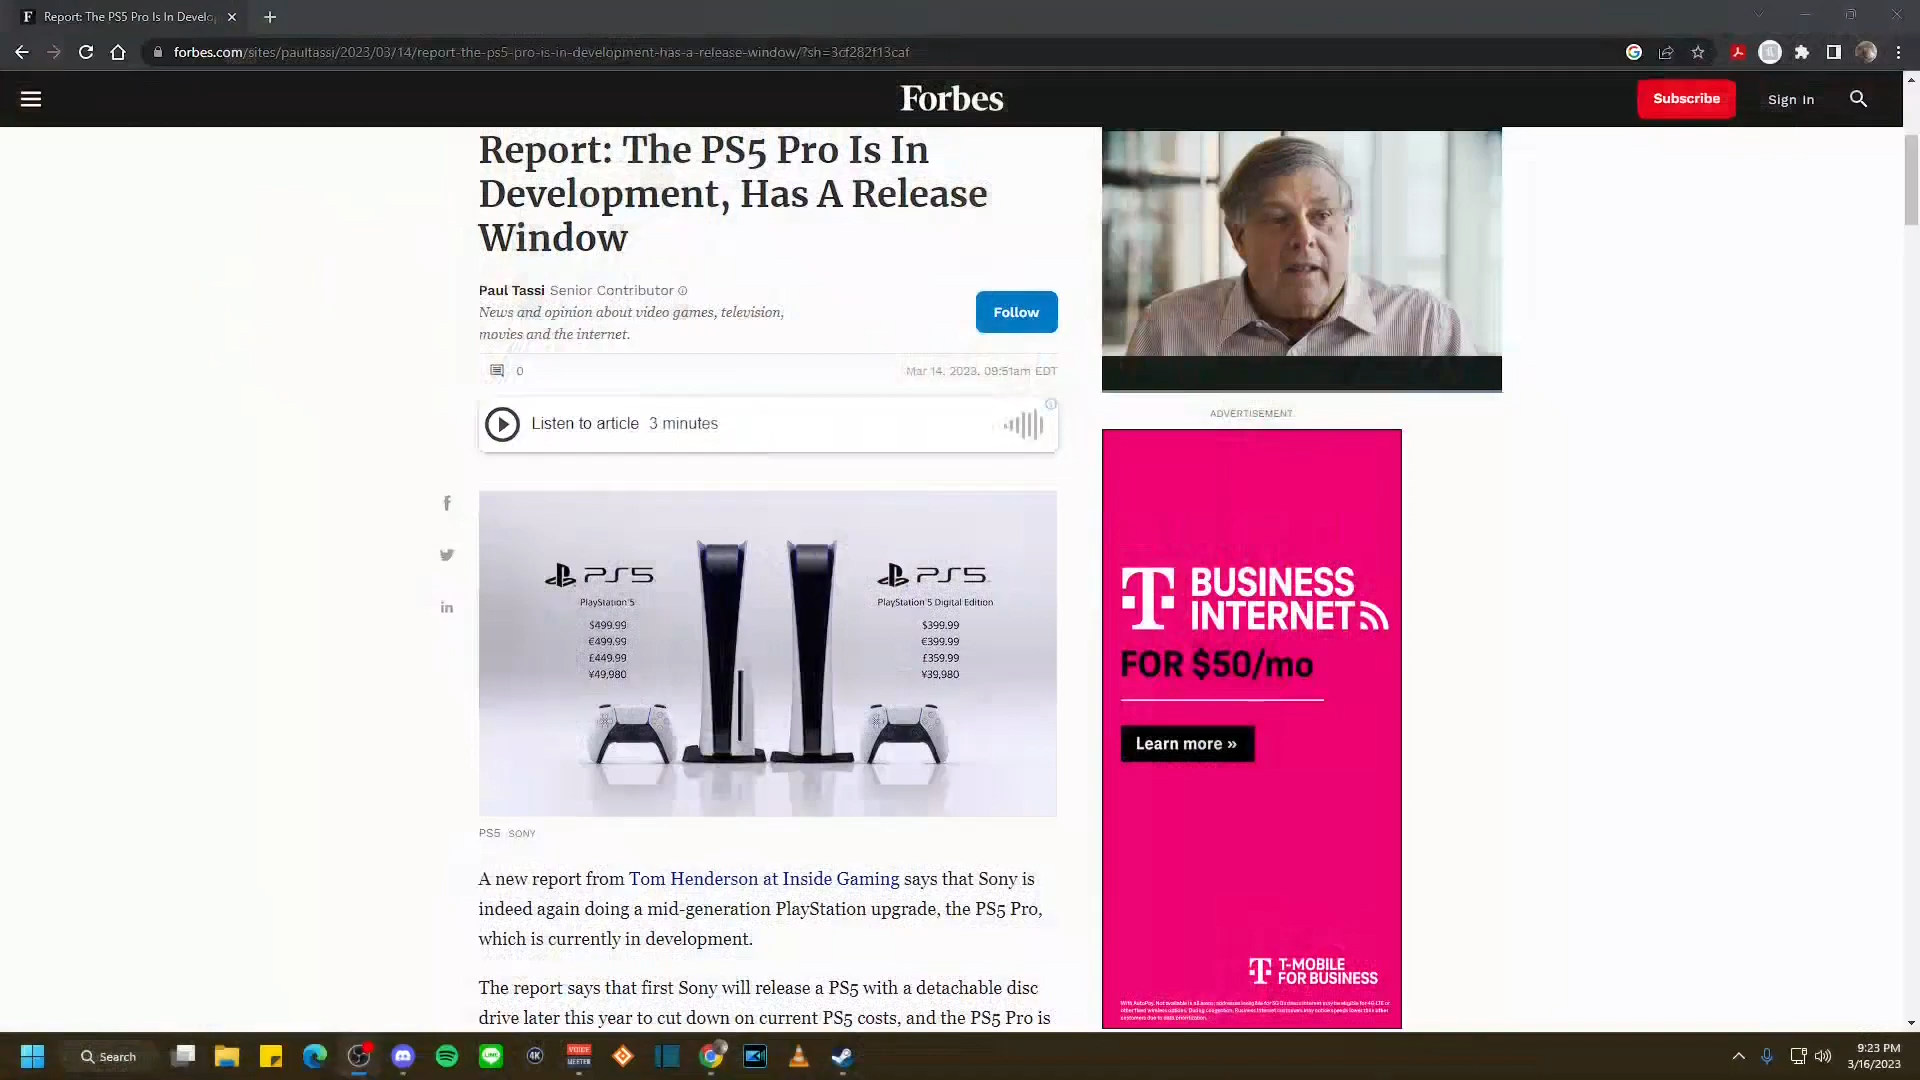 Report: The PS5 Pro Is In Develop
forbes.com/sites/paultassi/2023/03/14/report-the-ps5-pro-is-in-development-has-a-release-window/?sh=3cf282f13caf
Forbes
Subscribe
Sign In
Report: The PS5 Pro Is In
Development, Has A Release
Window
Paul Tassi Senior Contributor
News and opinion about video games, television,
movies and the internet.
Follow
0
Mar 14, 2023, 09:51am EDT
Listen to article 3 minutes
PS5
PlayStation 5
$499.99
€499.99
£449.99
¥49,980
PS5
PlayStation 5 Digital Edition
$399.99
€399.99
£359.99
¥39,980
PS5 SONY
A new report from Tom Henderson at Inside Gaming says that Sony is
indeed again doing a mid-generation PlayStation upgrade, the PS5 Pro,
which is currently in development.
The report says that first Sony will release a PS5 with a detachable disc
drive later this year to cut down on current PS5 costs, and the PS5 Pro is
ADVERTISEMENT
T BUSINESS
INTERNET
FOR $50/mo
Learn more »
T-MOBILE
FOR BUSINESS
Search
4K
VOICE
MEETER
LINE
9:23 PM
3/16/2023